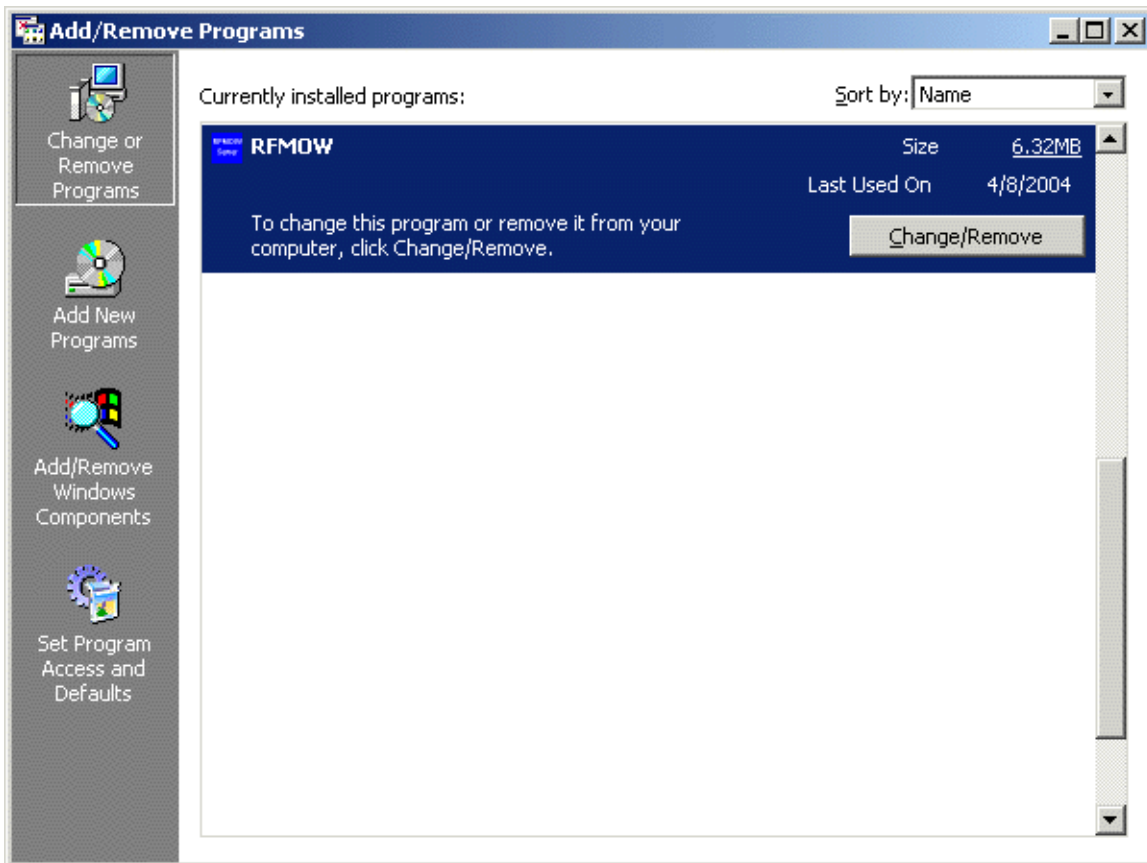 Add/Remove Programs
Change or
Remove
Programs
Add New
Programs
Add/Remove
Windows
Components
Set Program
Access and
Defaults
Currently installed programs:
Sort by: Name
RFMOW
Size 6.32MB
Last Used On 4/8/2004
To change this program or remove it from your
computer, click Change/Remove.
Change/Remove